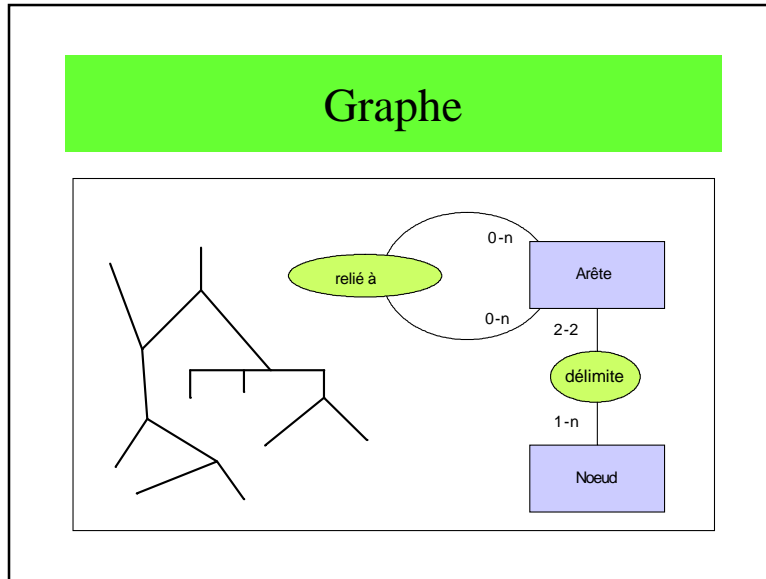 Graphe
0-n
relié à
Arête
0-n
2-2
délimite
1-n
Noeud